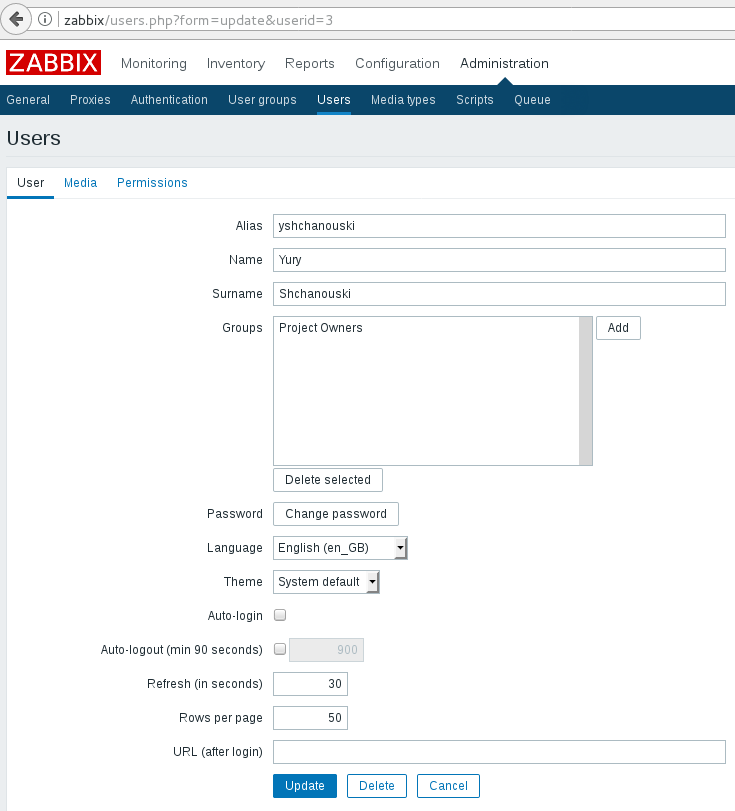 zabbix/users.php?form=update&userid=3
ZABBIX Monitoring Inventory Reports Configuration Administration
General Proxies Authentication User groups Users Media types Scripts Queue
Users
User Media Permissions
Alias yshchanouski
Name Yury
Surname Shchanouski
Groups Project Owners Add
Delete selected
Password Change password
Language English (en_GB)
Theme System default
Auto-login
Auto-logout (min 90 seconds) 900
Refresh (in seconds) 30
Rows per page 50
URL (after login)
Update Delete Cancel